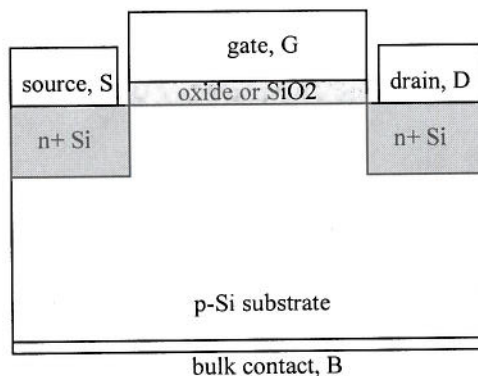 gate, G
source, S
oxide or SiO2
drain, D
n+ Si
n+ Si
p-Si substrate
bulk contact, B